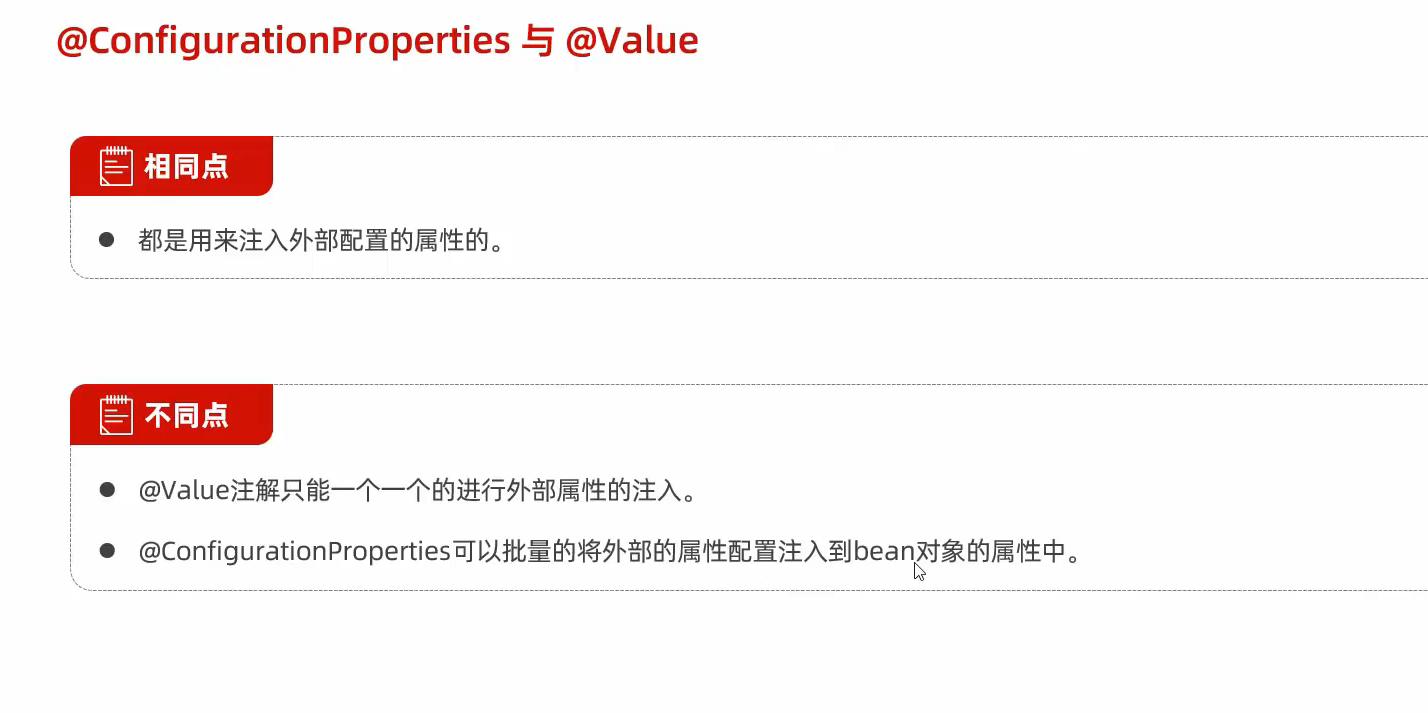 @ConfigurationProperties 与 @Value
相同点
都是用来注入外部配置的属性的。
不同点
@Value注解只能一个一个的进行外部属性的注入。
@ConfigurationProperties可以批量的将外部的属性配置注入到bean对象的属性中。